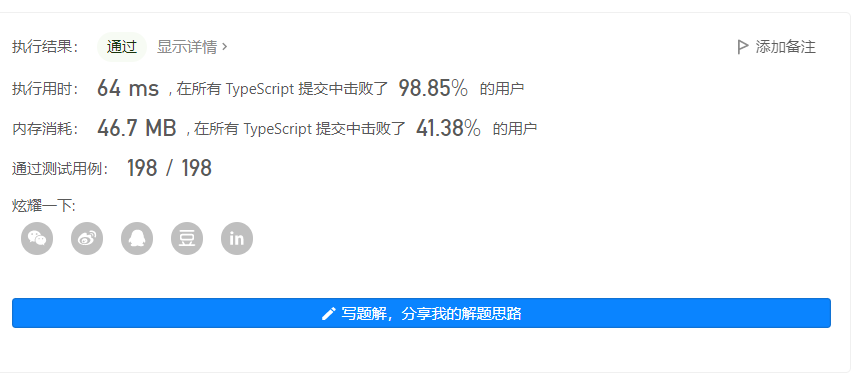 执行结果： 通过 显示详情 › 添加备注
执行用时： 64 ms , 在所有 TypeScript 提交中击败了 98.85% 的用户
内存消耗： 46.7 MB , 在所有 TypeScript 提交中击败了 41.38% 的用户
通过测试用例： 198 / 198
炫耀一下:
豆 in
写题解，分享我的解题思路